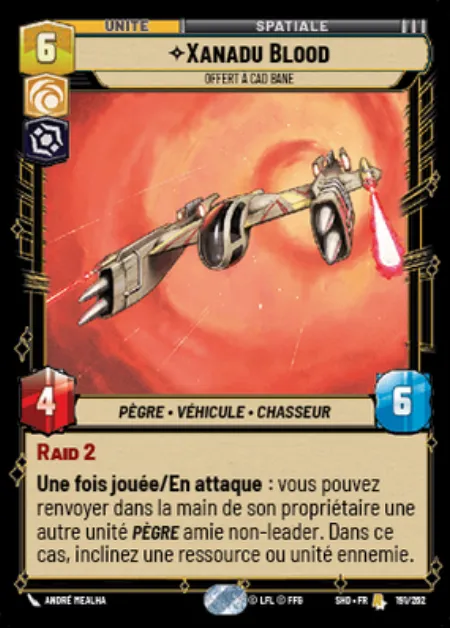 UNITÉ
SPATIALE
6
Xanadu Blood
OFFERT À CAD BANE
4
6
PÈGRE • VÉHICULE • CHASSEUR
RAID 2
Une fois jouée/En attaque : vous pouvez
renvoyer dans la main de son propriétaire une
autre unité PÈGRE amie non-leader. Dans ce
cas, inclinez une ressource ou unité ennemie.
ANDRÉ MEALHA
© LFL © FFG
SHD • FR
191/262